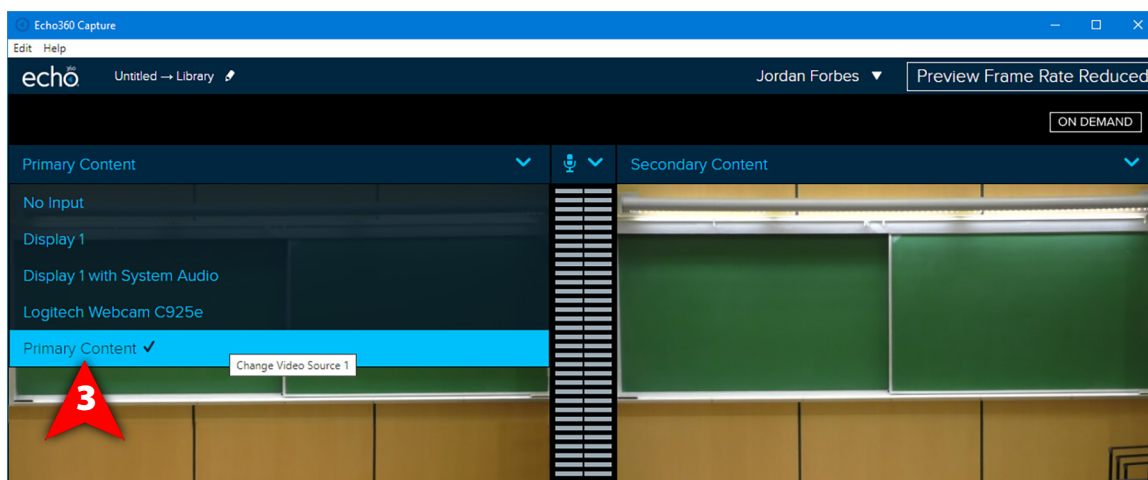 Echo360 Capture
Edit Help
echo360 Untitled → Library Jordan Forbes ▼ Preview Frame Rate Reduced
ON DEMAND
Primary Content Secondary Content
No Input
Display 1
Display 1 with System Audio
Logitech Webcam C925e
Primary Content ✓
Change Video Source 1
3